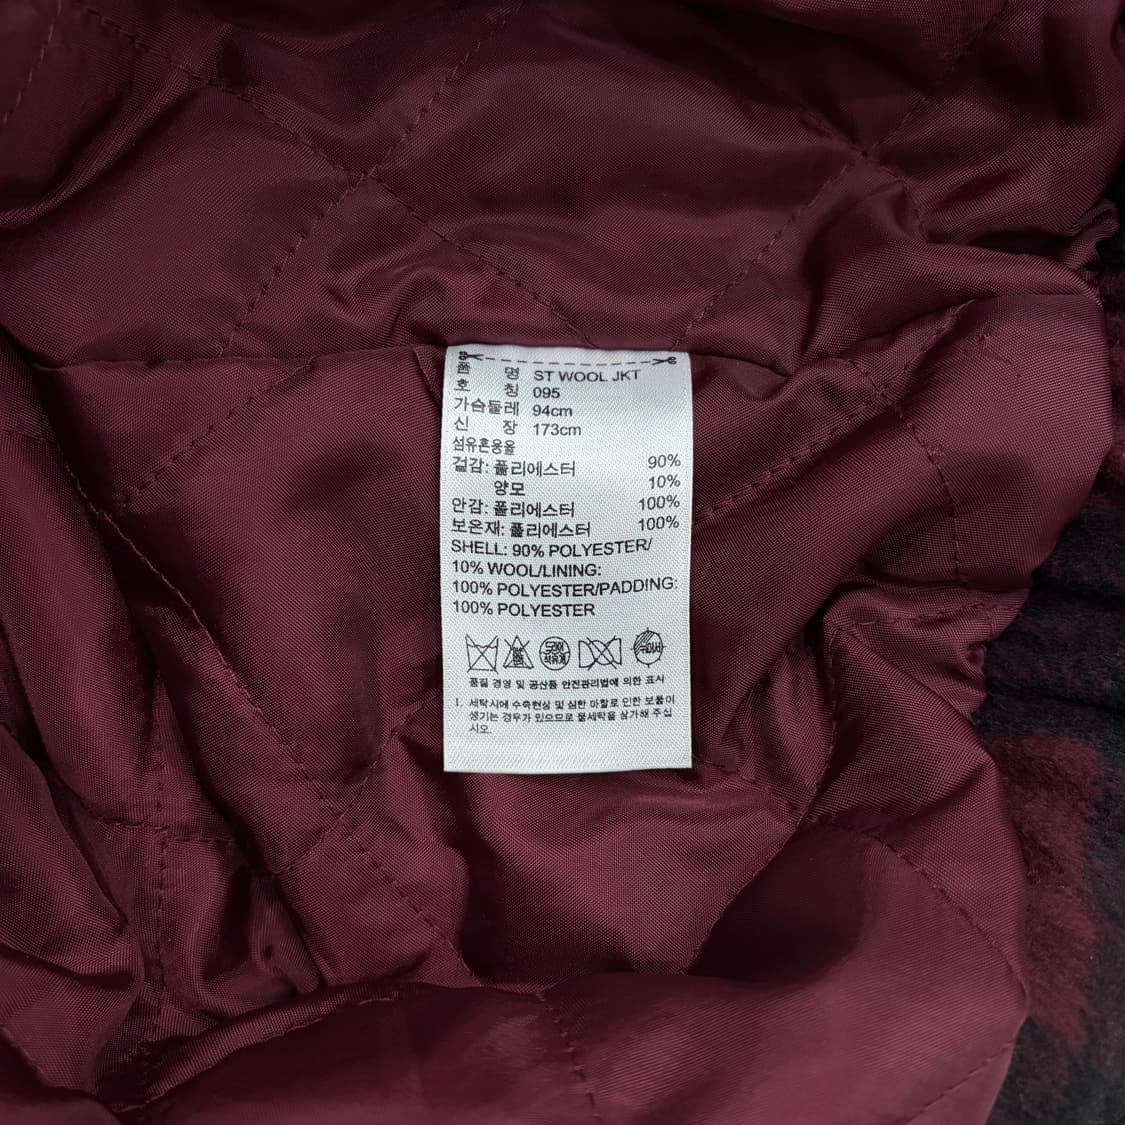 품 명 ST WOOL JKT
호 칭 095
가슴둘레 94cm
신 장 173cm
섬유혼용율
겉감: 폴리에스터 90%
양모 10%
안감: 폴리에스터 100%
보온재: 폴리에스터 100%
SHELL: 90% POLYESTER/
10% WOOL/LINING:
100% POLYESTER/PADDING:
100% POLYESTER
드라이
석유계
품질 경영 및 공산품 안전관리법에 의한 표시
1. 세탁시에 수축현상 및 심한 마찰로 인한 보풀이
생기는 경우가 있으므로 물세탁을 삼가해 주십
시오.